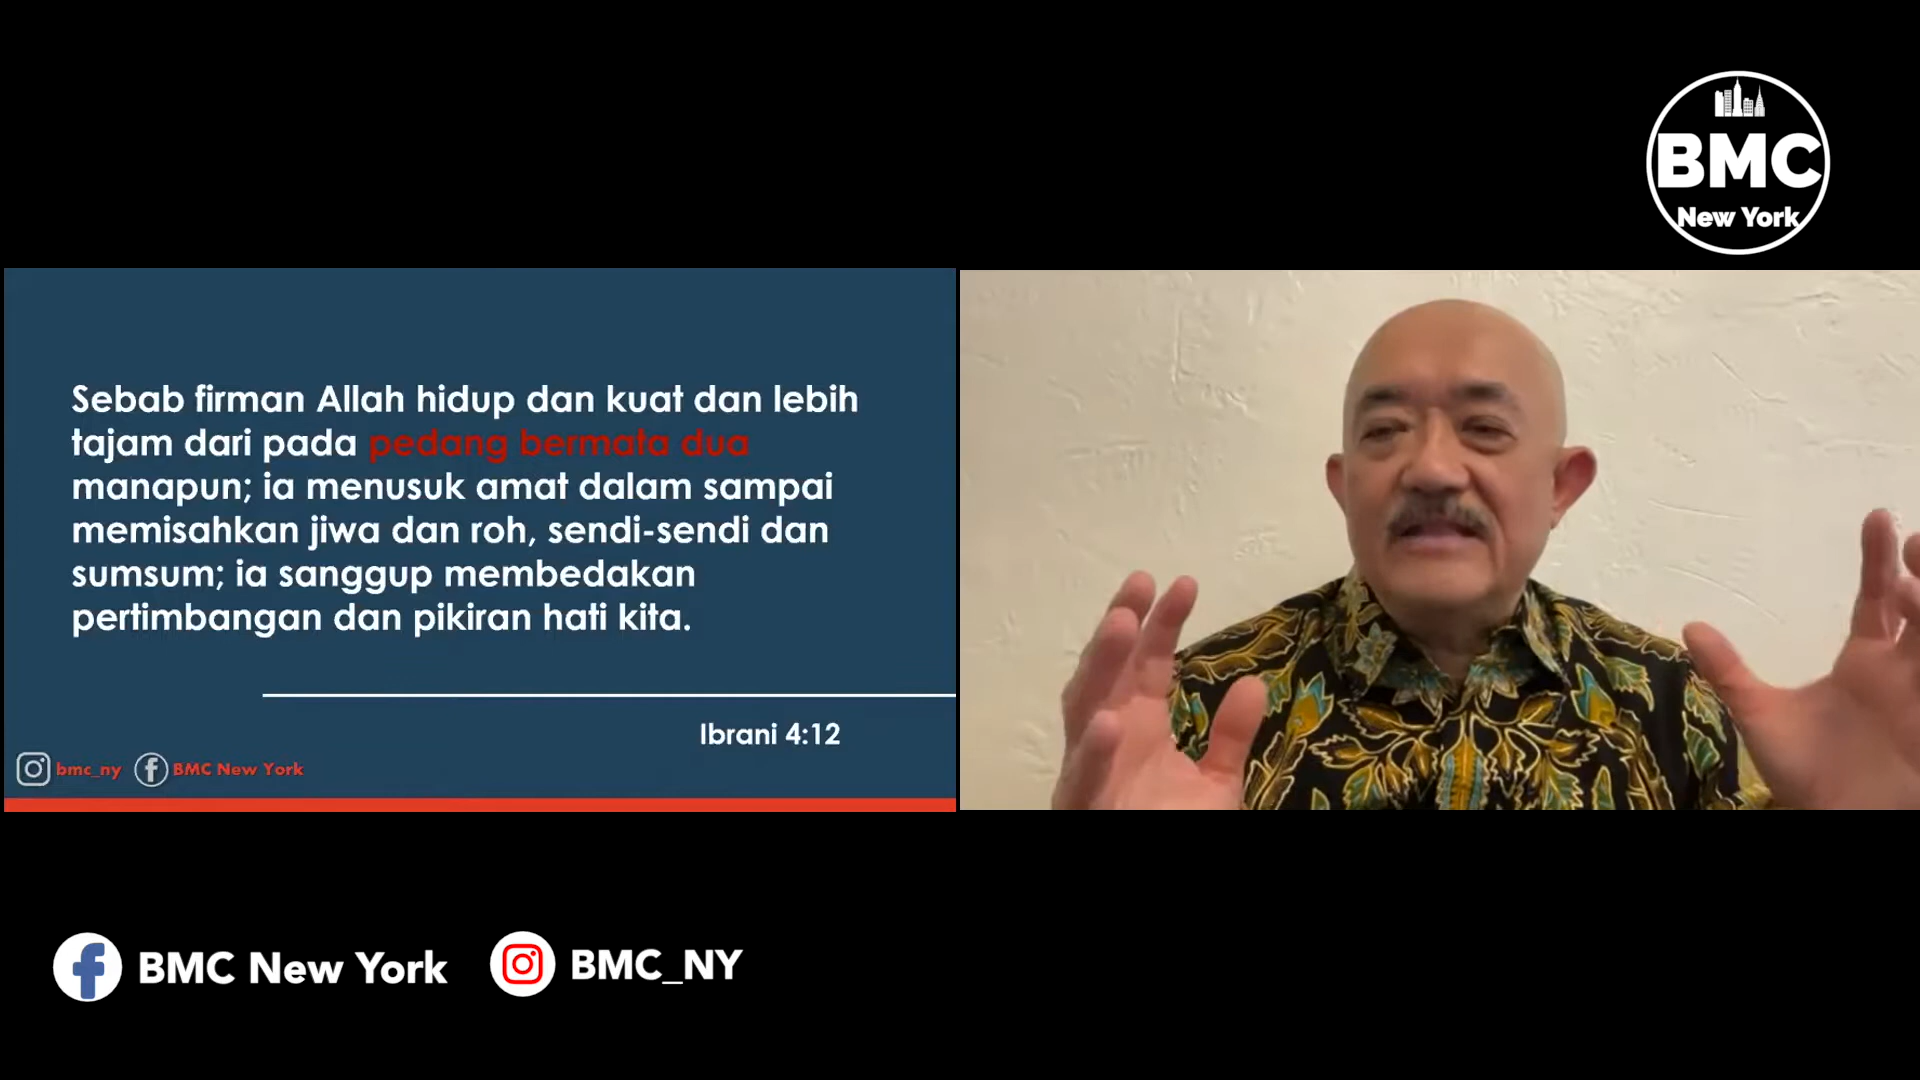 BMC
New York
Sebab firman Allah hidup dan kuat dan lebih
tajam dari pada pedang bermata dua
manapun; ia menusuk amat dalam sampai
memisahkan jiwa dan roh, sendi-sendi dan
sumsum; ia sanggup membedakan
pertimbangan dan pikiran hati kita.
Ibrani 4:12
bmc_ny BMC New York
BMC New York BMC_NY